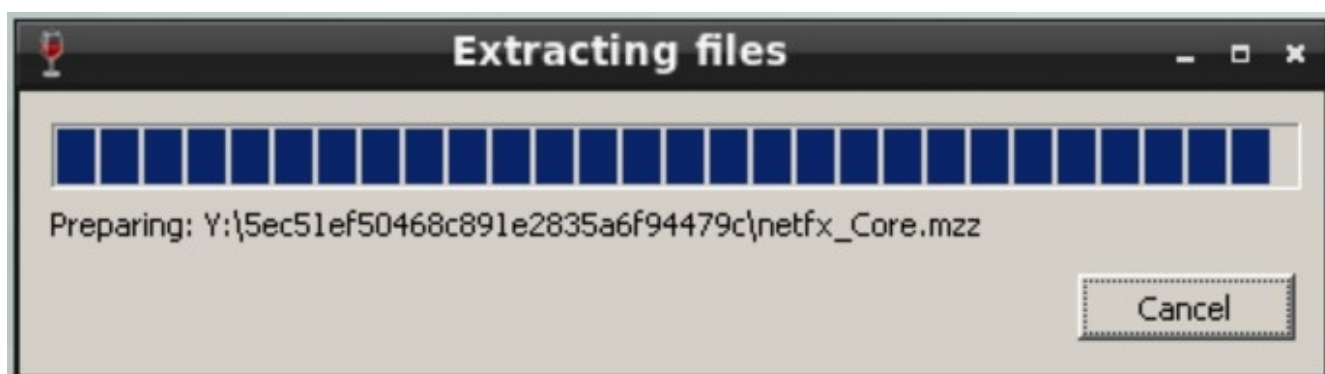 Extracting files
Preparing: Y:\5ec51ef50468c891e2835a6f94479c\netfx_Core.mzz
Cancel